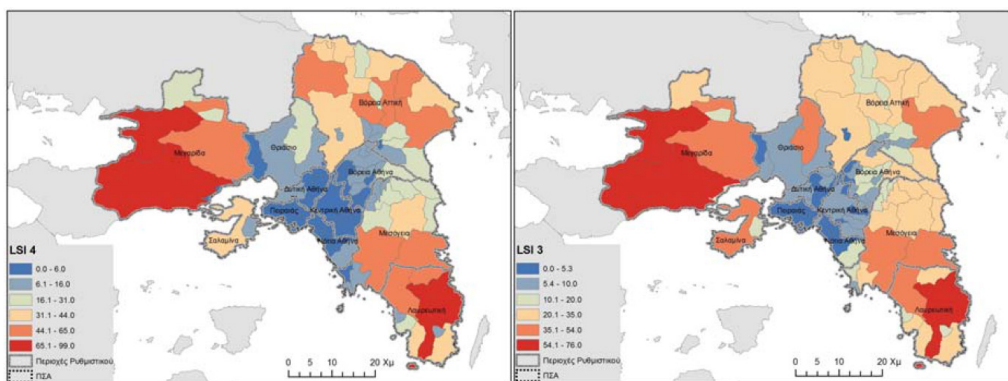 Βόρεια Αττική
Μεγαρίδα
Θριάσιο
Βόρεια Αθήνα
Δυτική Αθήνα
Πειραιάς
Κεντρική Αθήνα
Σαλαμίνα
Νότια Αθήνα
Μεσόγεια
Λαυρεωτική
LSI 4
0.0 - 6.0
6.1 - 16.0
16.1 - 31.0
31.1 - 44.0
44.1 - 65.0
65.1 - 99.0
Περιοχές Ρυθμιστικού
ΠΣΑ
0 5 10 20 Χμ
Βόρεια Αττική
Μεγαρίδα
Θριάσιο
Βόρεια Αθήνα
Δυτική Αθήνα
Πειραιάς
Κεντρική Αθήνα
Σαλαμίνα
Νότια Αθήνα
Μεσόγεια
Λαυρεωτική
LSI 3
0.0 - 5.3
5.4 - 10.0
10.1 - 20.0
20.1 - 35.0
35.1 - 54.0
54.1 - 76.0
Περιοχές Ρυθμιστικού
ΠΣΑ
0 5 10 20 Χμ